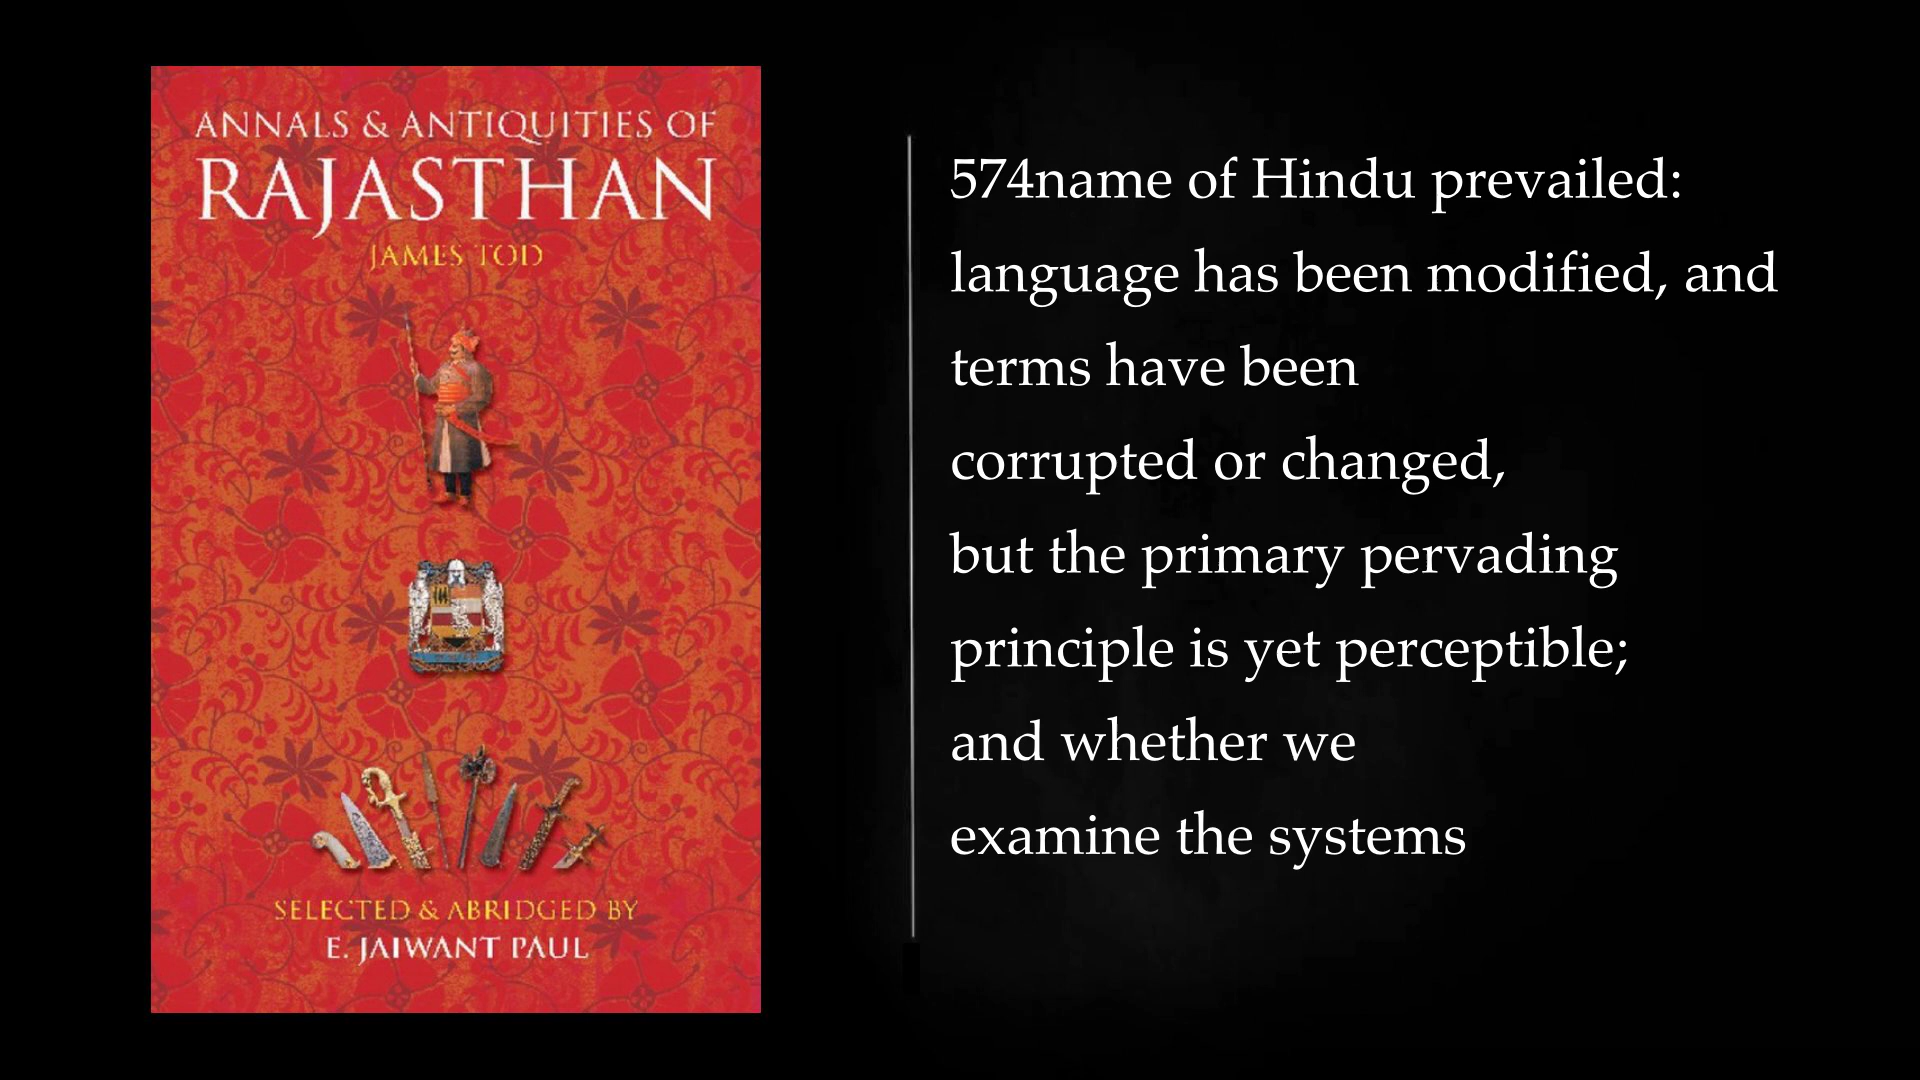 ANNALS & ANTIQUITIES OF
RAJASTHAN
JAMES TOD
SELECTED & ABRIDGED BY
E. JAIWANT PAUL
574name of Hindu prevailed:
language has been modified, and
terms have been
corrupted or changed,
but the primary pervading
principle is yet perceptible;
and whether we
examine the systems